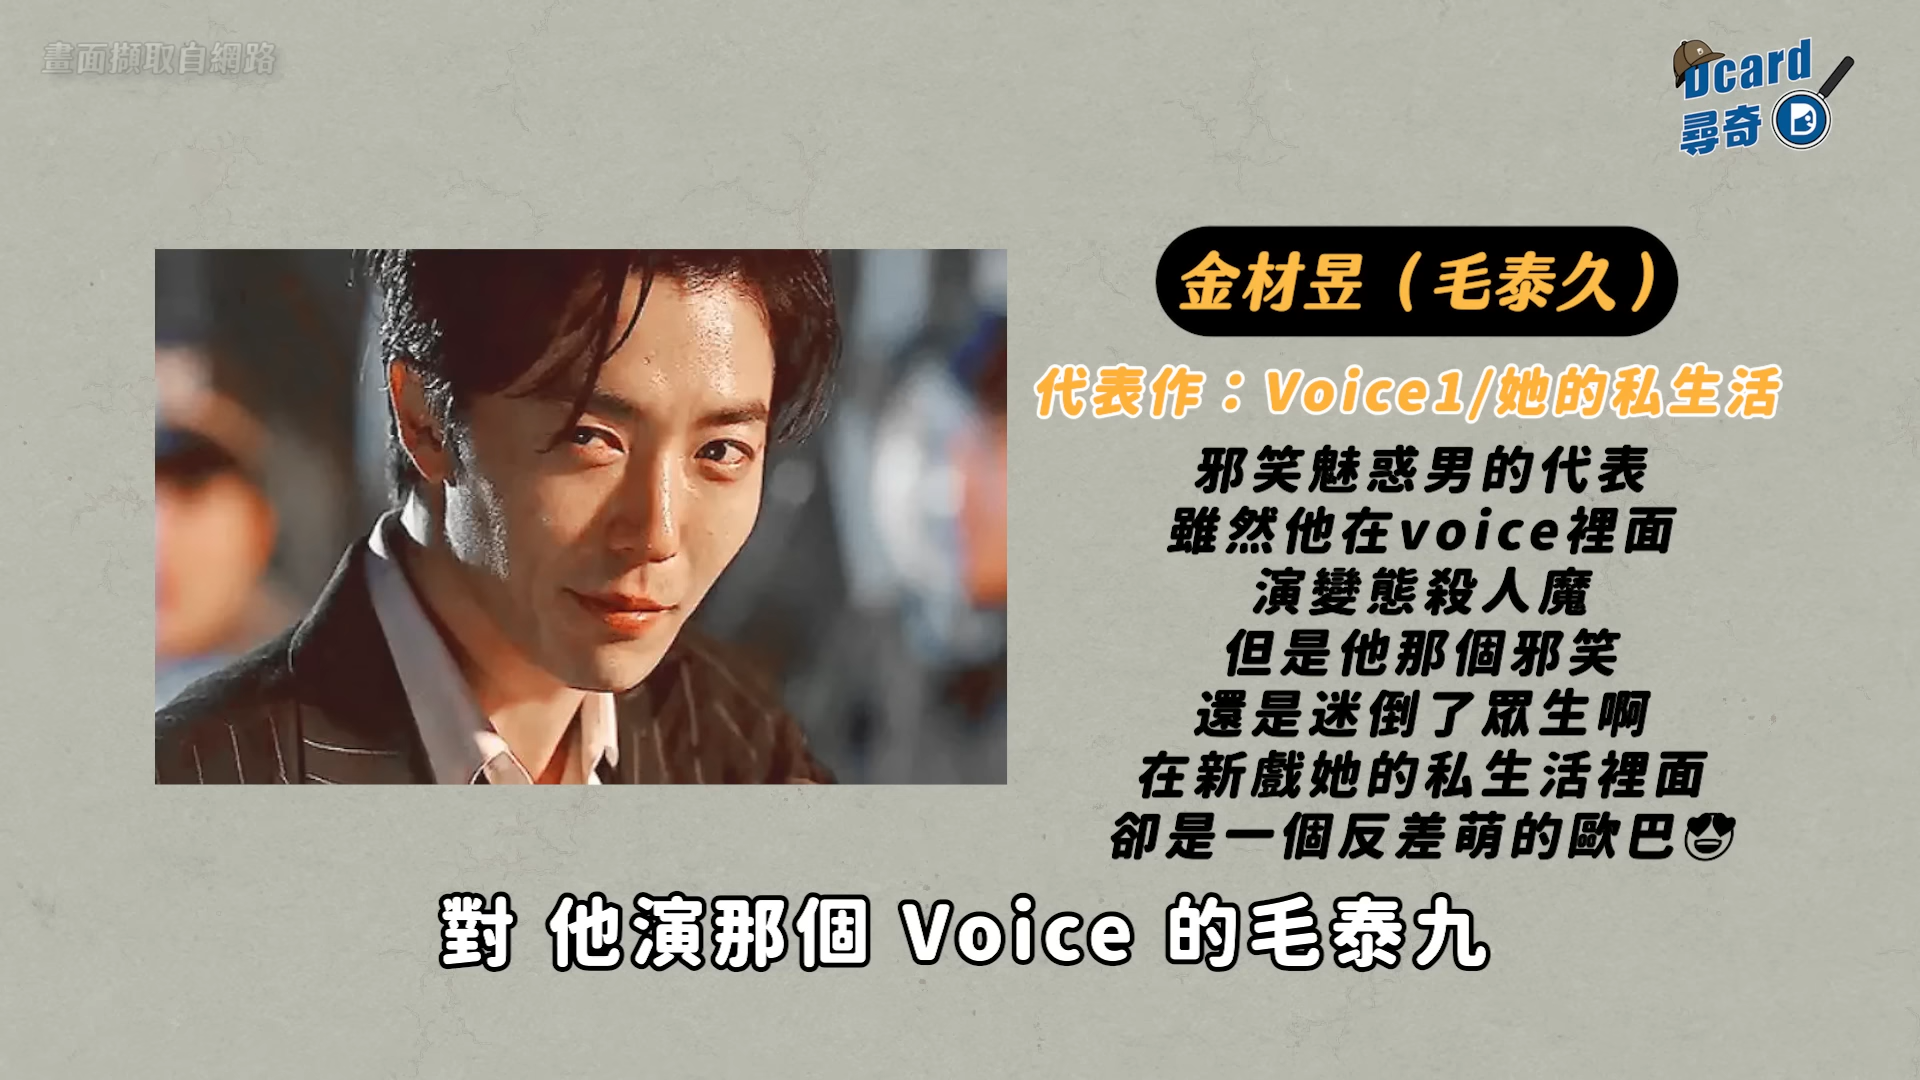 畫面擷取自網路
Dcard
尋奇
金材昱（毛泰久）
代表作：Voice1/她的私生活
邪笑魅惑男的代表
雖然他在voice裡面
演變態殺人魔
但是他那個邪笑
還是迷倒了眾生啊
在新戲她的私生活裡面
卻是一個反差萌的歐巴😍
對 他演那個 Voice 的毛泰九